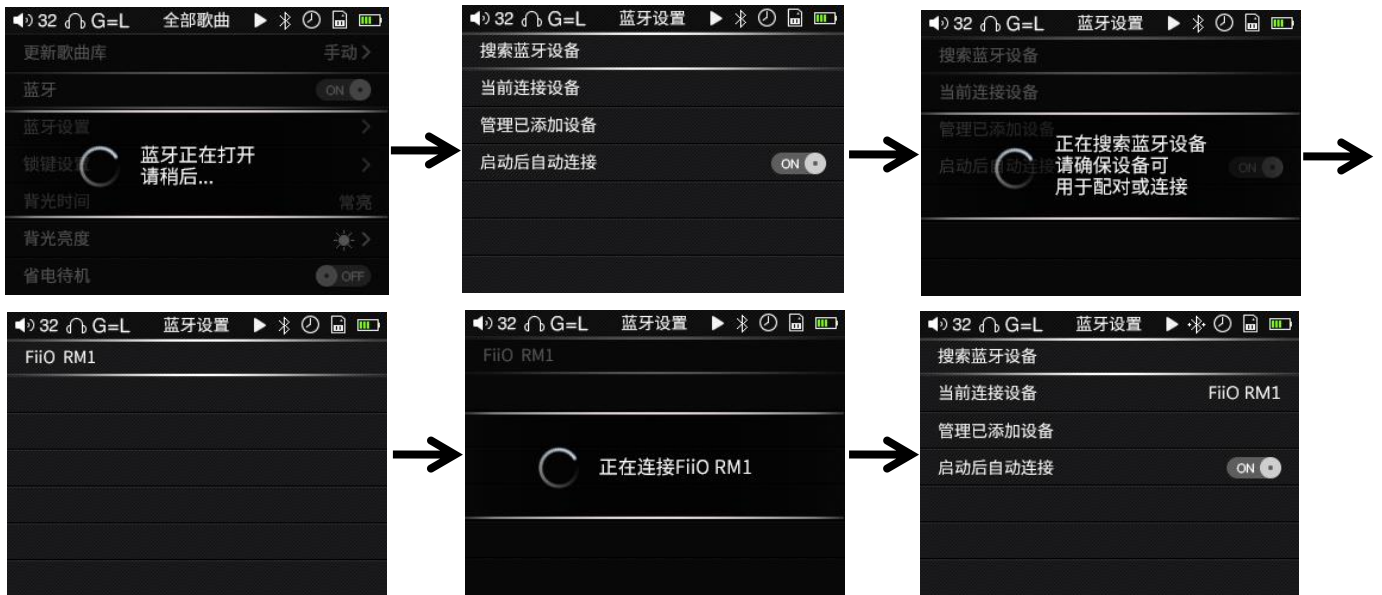 32 G=L 全部歌曲
更新歌曲库 手动
蓝牙 ON
蓝牙设置
锁键设置
蓝牙正在打开
请稍后...
背光时间 常亮
背光亮度
省电待机 OFF
32 G=L 蓝牙设置
搜索蓝牙设备
当前连接设备
管理已添加设备
启动后自动连接 ON
32 G=L 蓝牙设置
搜索蓝牙设备
当前连接设备
管理已添加设备
启动后自动连接 ON
正在搜索蓝牙设备
请确保设备可
用于配对或连接
32 G=L 蓝牙设置
FiiO RM1
32 G=L 蓝牙设置
FiiO RM1
正在连接FiiO RM1
32 G=L 蓝牙设置
搜索蓝牙设备
当前连接设备 FiiO RM1
管理已添加设备
启动后自动连接 ON